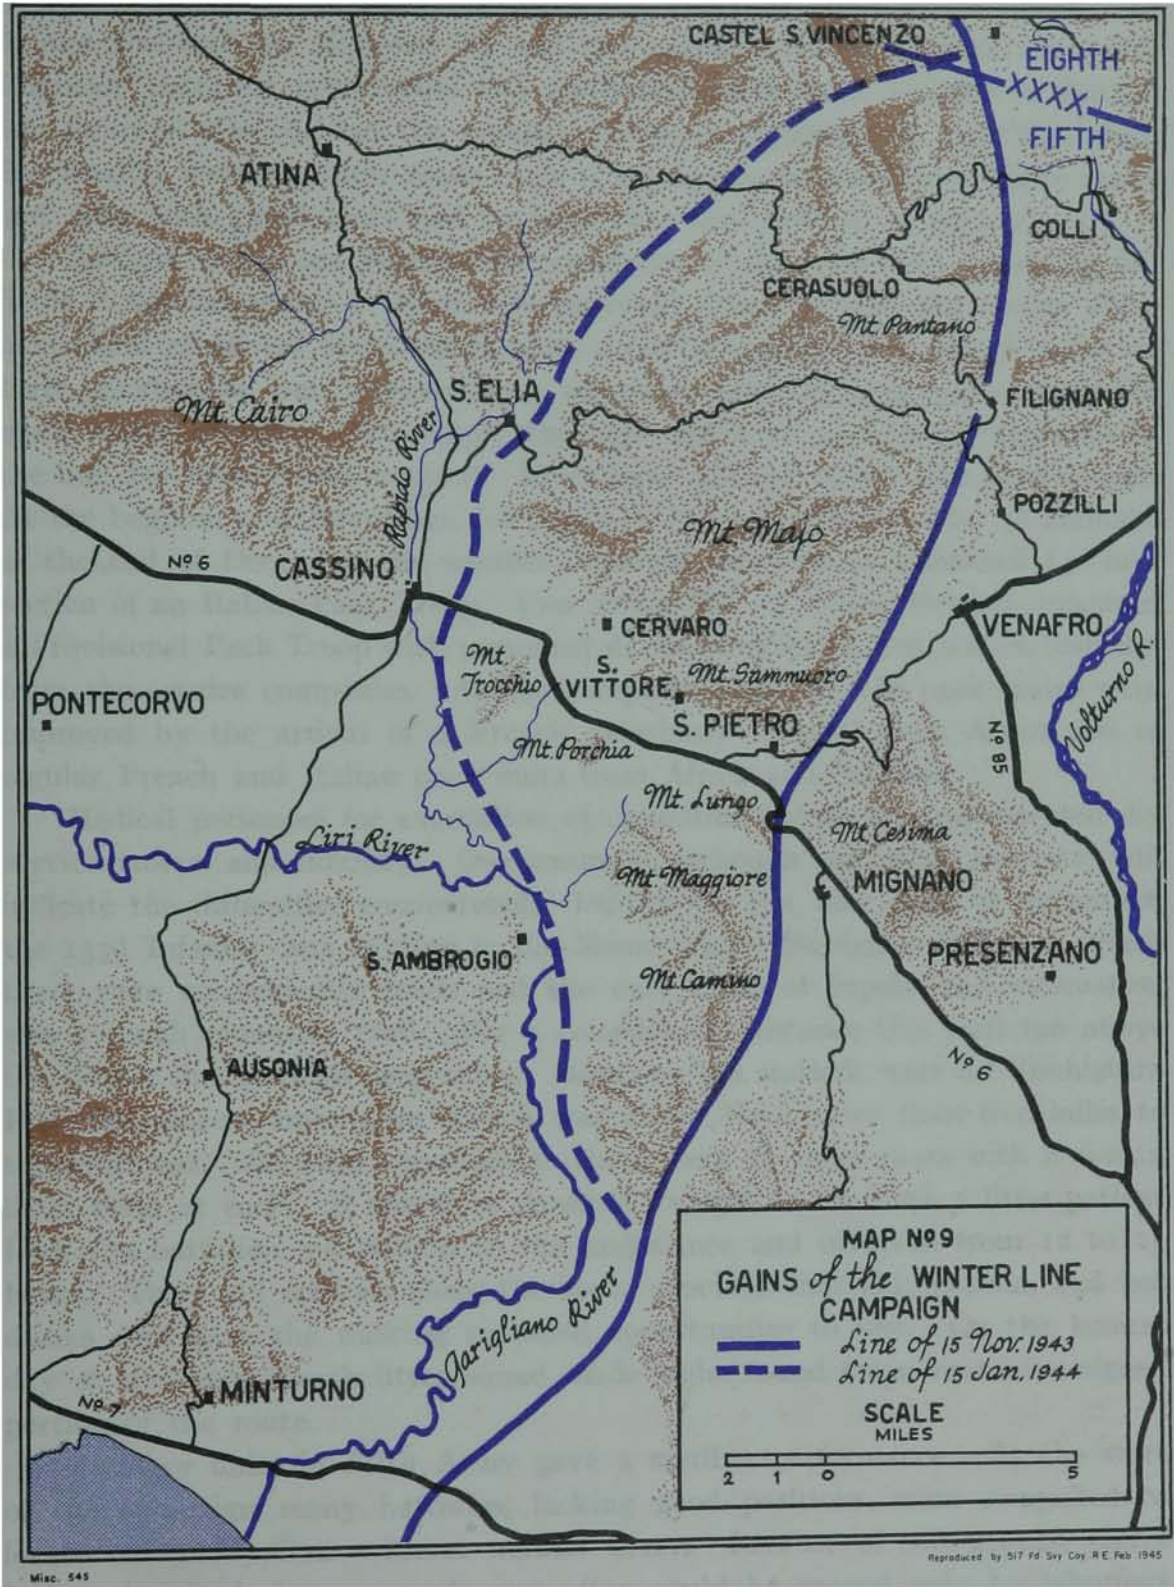 CASTEL S. VINCENZO
EIGHTH
XXXX
FIFTH
ATINA
COLLI
CERASUOLO
Mt. Pantano
S. ELIA
FILIGNANO
Mt. Cairo
Rapido River
POZZILLI
Mt. Majo
Nº 6
CASSINO
CERVARO
VENAFRO
Mt.
Trocchio
S.
VITTORE
Mt. Sammucro
PONTECORVO
S. PIETRO
Volturno R.
Nº 85
Mt. Porchia
Mt. Lungo
Mt. Cesima
Liri River
Mt. Maggiore
MIGNANO
S. AMBROGIO
PRESENZANO
Mt. Camino
Nº 6
AUSONIA
Garigliano River
MINTURNO
Nº 7
MAP Nº 9
GAINS of the WINTER LINE
CAMPAIGN
Line of 15 Nov. 1943
Line of 15 Jan. 1944
SCALE
MILES
2 1 0 5
Reproduced by 517 Fd Svy Coy R E Feb 1945
Misc. 545